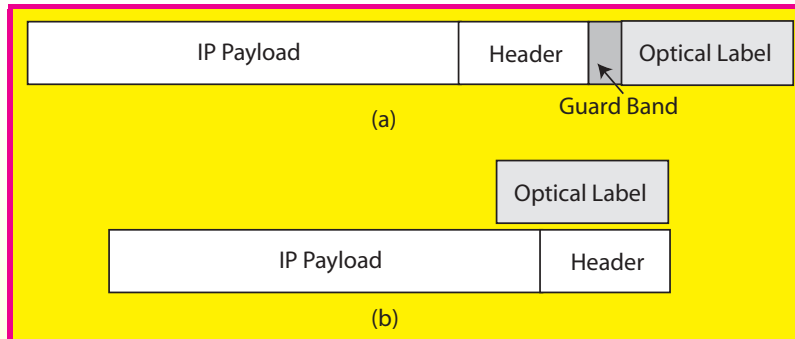 IP Payload Header Optical Label
Guard Band
(a)
Optical Label
IP Payload Header
(b)